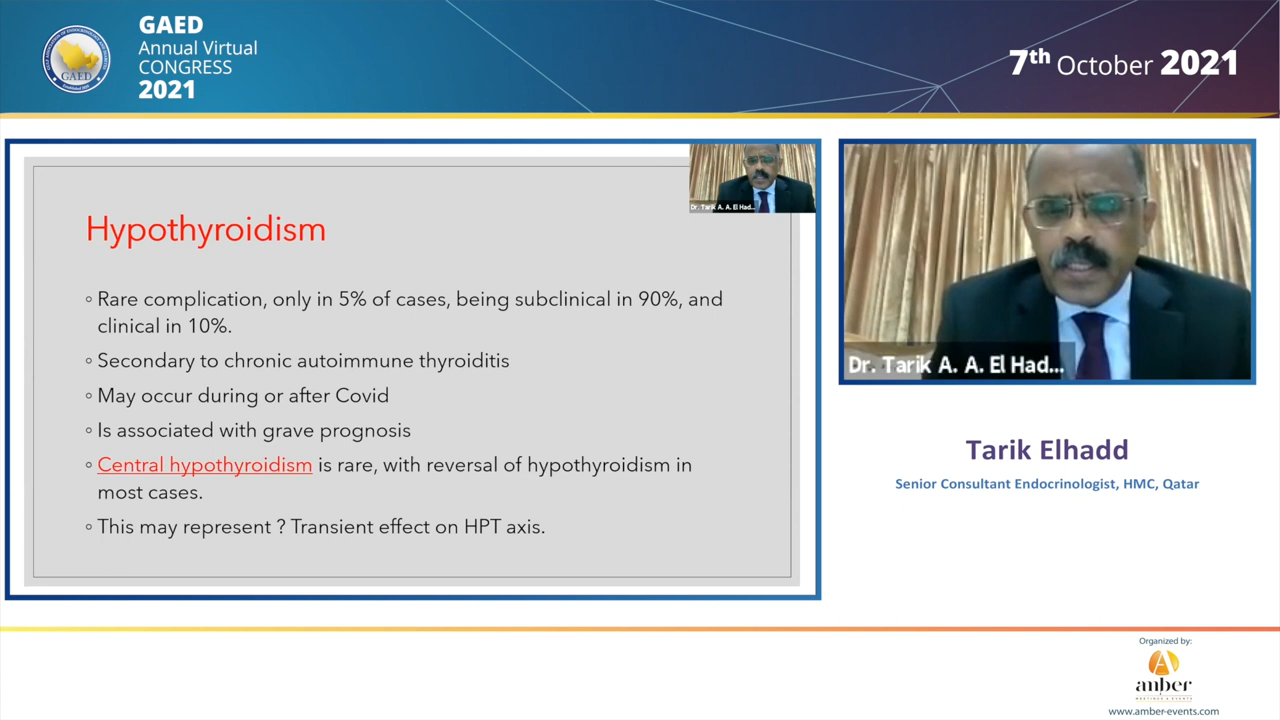 GAED
Annual Virtual
CONGRESS
2021
GAED
7th October 2021
Dr. Tarik A. A. El Had...
Hypothyroidism
◦ Rare complication, only in 5% of cases, being subclinical in 90%, and
clinical in 10%.
◦ Secondary to chronic autoimmune thyroiditis
◦ May occur during or after Covid
◦ Is associated with grave prognosis
◦ Central hypothyroidism is rare, with reversal of hypothyroidism in
most cases.
◦ This may represent ? Transient effect on HPT axis.
Dr. Tarik A. A. El Had...
Tarik Elhadd
Senior Consultant Endocrinologist, HMC, Qatar
Organized by:
anber
MEETINGS & EVENTS
www.amber-events.com